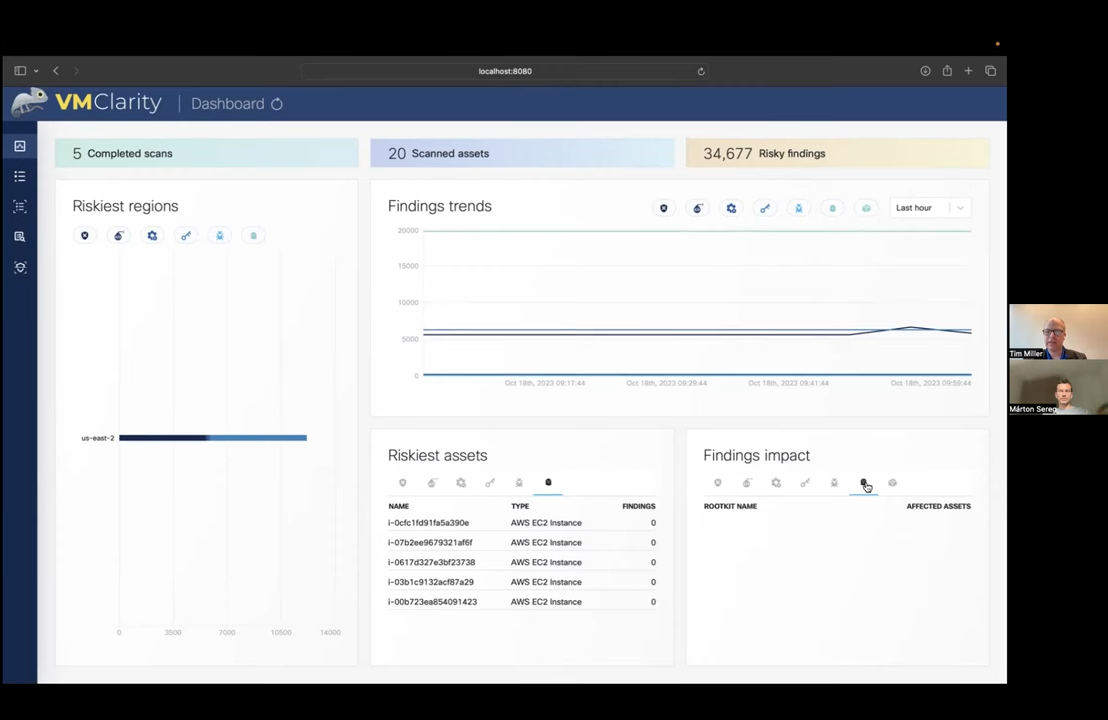 localhost:8080
VMClarity | Dashboard
5 Completed scans
20 Scanned assets
34,677 Risky findings
Riskiest regions
us-east-2
0 3500 7000 10500 14000
Findings trends
Last hour
20000
15000
10000
5000
0
Oct 18th, 2023 09:17:44 Oct 18th, 2023 09:29:44 Oct 18th, 2023 09:41:44 Oct 18th, 2023 09:59:44
Riskiest assets
NAME TYPE FINDINGS
i-0cfc1fd91fa5a390e AWS EC2 Instance 0
i-07b2ee9679321af6f AWS EC2 Instance 0
i-0617d327e3bf23738 AWS EC2 Instance 0
i-03b1c9132acf87a29 AWS EC2 Instance 0
i-00b723ea854091423 AWS EC2 Instance 0
Findings impact
ROOTKIT NAME AFFECTED ASSETS
Tim Miller
Márton Sereg